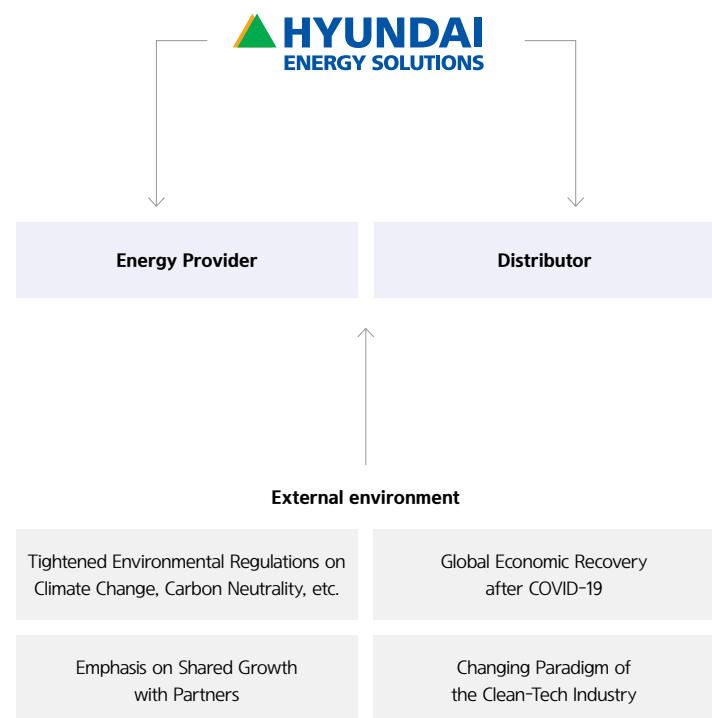 HYUNDAI
ENERGY SOLUTIONS
Energy Provider
Distributor
External environment
Tightened Environmental Regulations on
Climate Change, Carbon Neutrality, etc.
Global Economic Recovery
after COVID-19
Emphasis on Shared Growth
with Partners
Changing Paradigm of
the Clean-Tech Industry